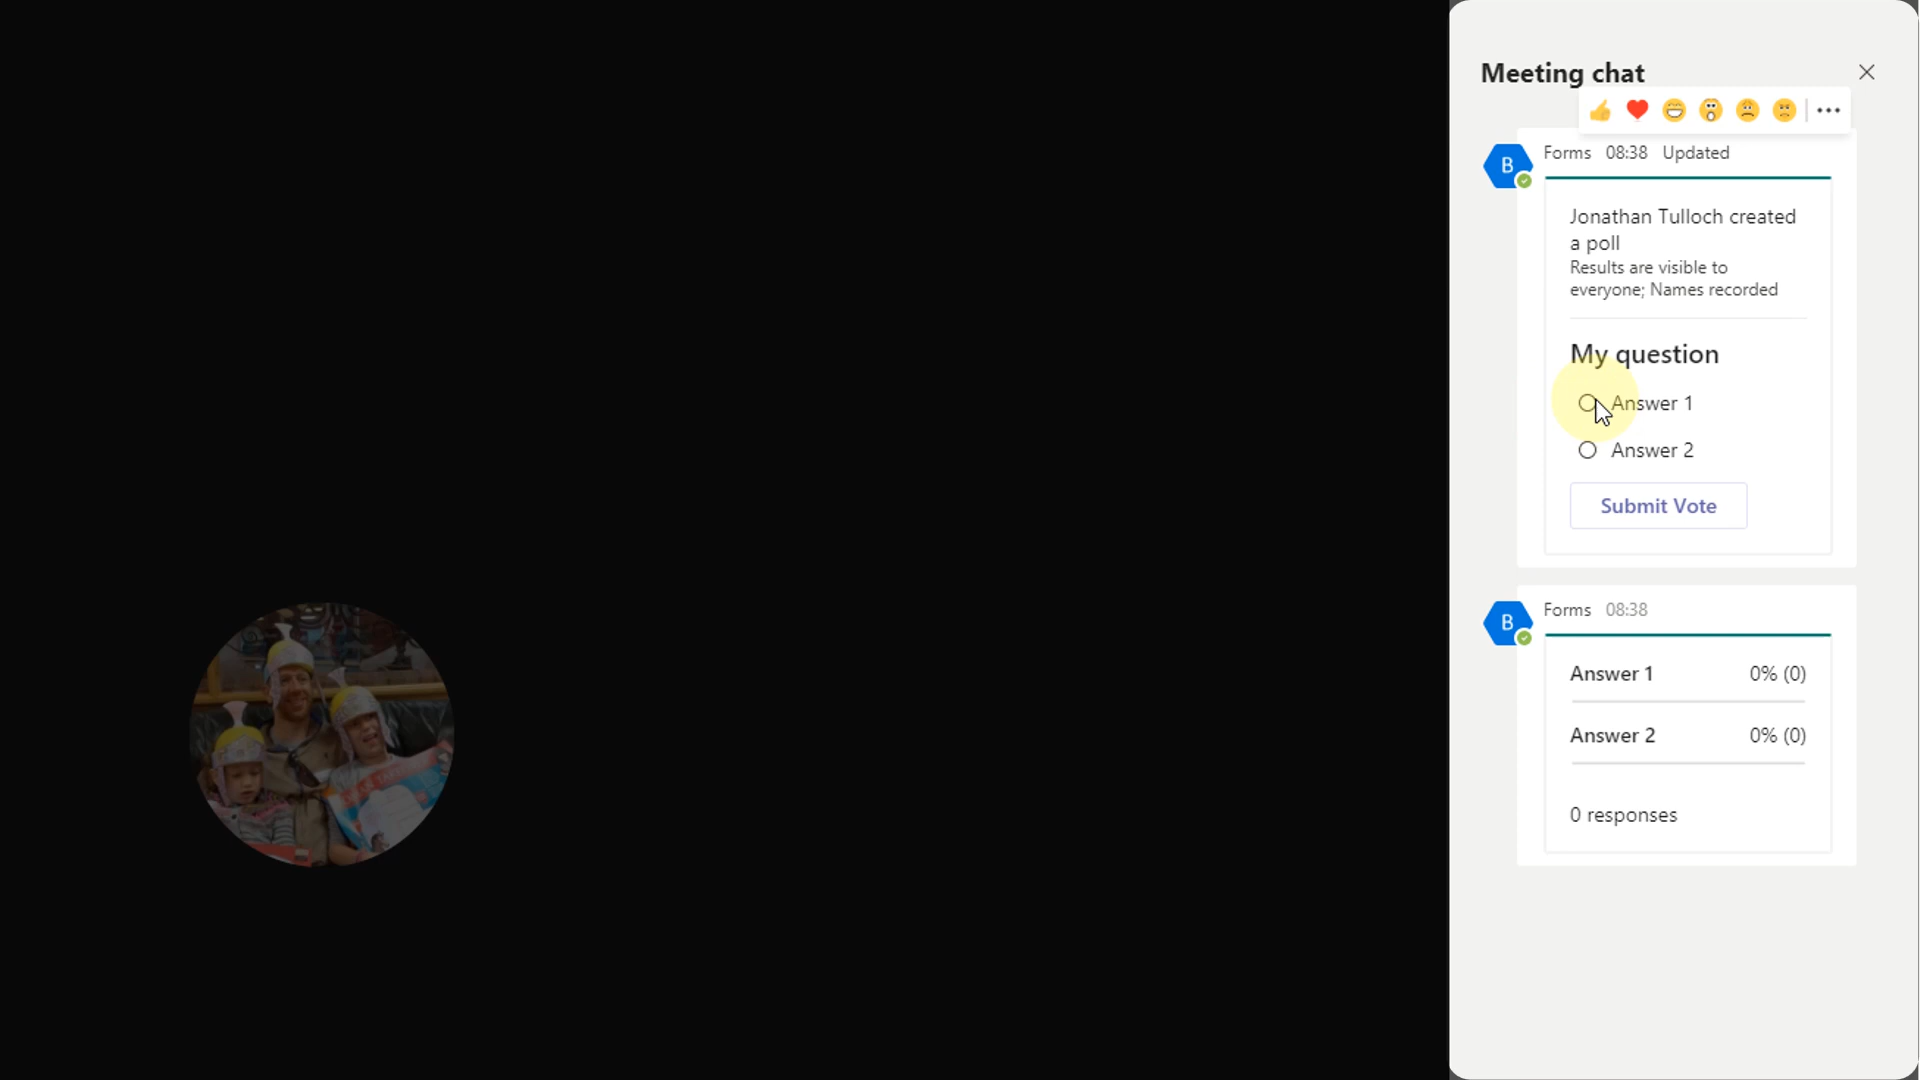 Meeting chat
Forms 08:38 Updated
B
Jonathan Tulloch created
a poll
Results are visible to
everyone; Names recorded
My question
Answer 1
Answer 2
Submit Vote
Forms 08:38
B
Answer 1 0% (0)
Answer 2 0% (0)
0 responses